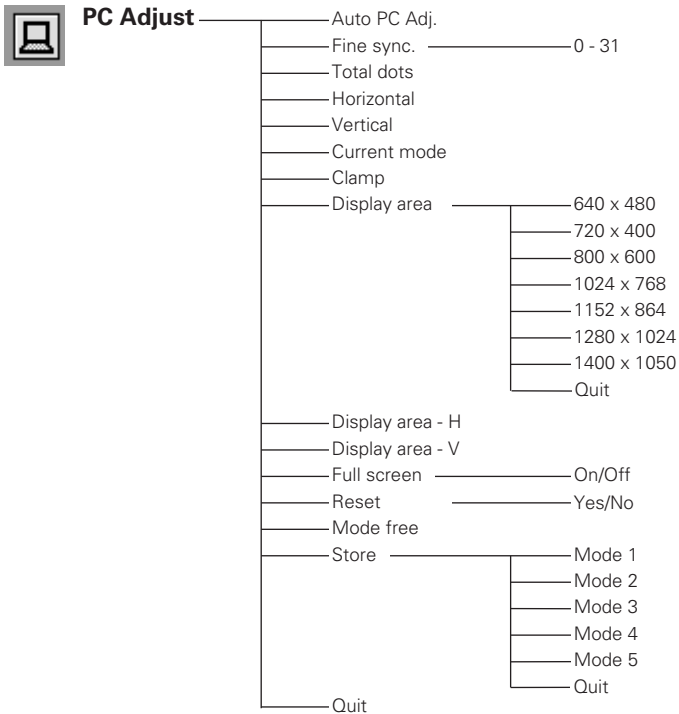 PC Adjust
Auto PC Adj.
Fine sync. 0 - 31
Total dots
Horizontal
Vertical
Current mode
Clamp
Display area 640 x 480
720 x 400
800 x 600
1024 x 768
1152 x 864
1280 x 1024
1400 x 1050
Quit
Display area - H
Display area - V
Full screen On/Off
Reset Yes/No
Mode free
Store Mode 1
Mode 2
Mode 3
Mode 4
Mode 5
Quit
Quit